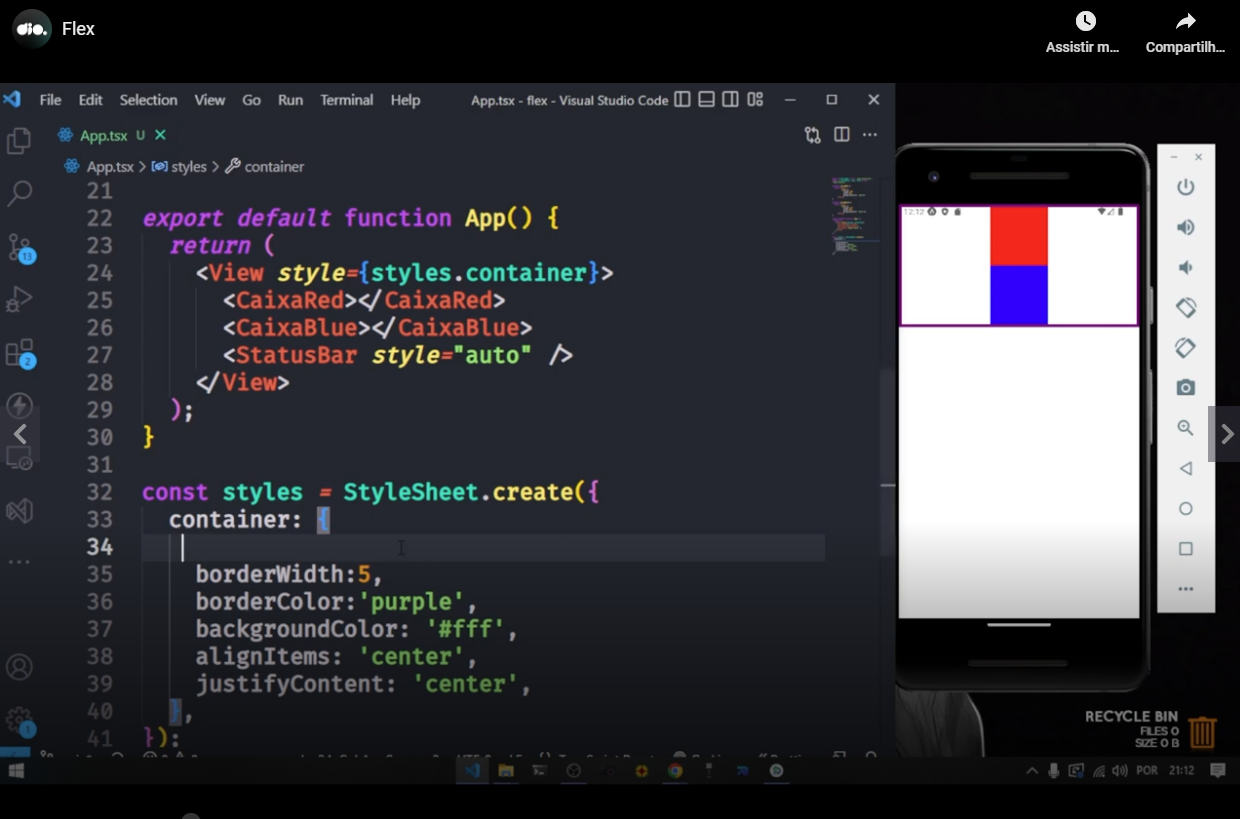 dio. Flex
Assistir m...
Compartilh...
File Edit Selection View Go Run Terminal Help App.tsx - flex - Visual Studio Code
App.tsx U
App.tsx > styles > container
21
22 export default function App() {
23 return (
24 <View style={styles.container}>
25 <CaixaRed></CaixaRed>
26 <CaixaBlue></CaixaBlue>
27 <StatusBar style="auto" />
28 </View>
29 );
30 }
31
32 const styles = StyleSheet.create({
33 container: {
34
35 borderWidth:5,
36 borderColor:'purple',
37 backgroundColor: '#fff',
38 alignItems: 'center',
39 justifyContent: 'center',
40 },
41 });
13
2
1
12:12
RECYCLE BIN
FILES 0
SIZE 0 B
POR 21:12